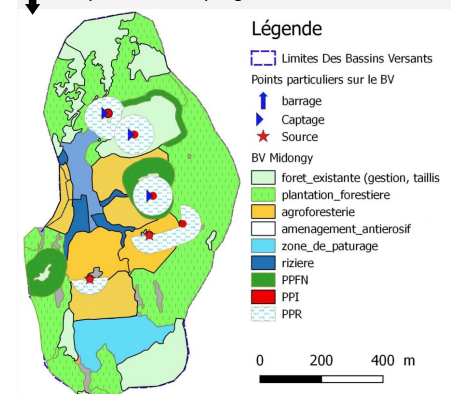 Légende
Limites Des Bassins Versants
Points particuliers sur le BV
barrage
Captage
Source
BV Midongy
foret_existante (gestion, taillis
plantation_forestiere
agroforesterie
amenagement_antierosif
zone_de_paturage
riziere
PPFN
PPI
PPR
0 200 400 m